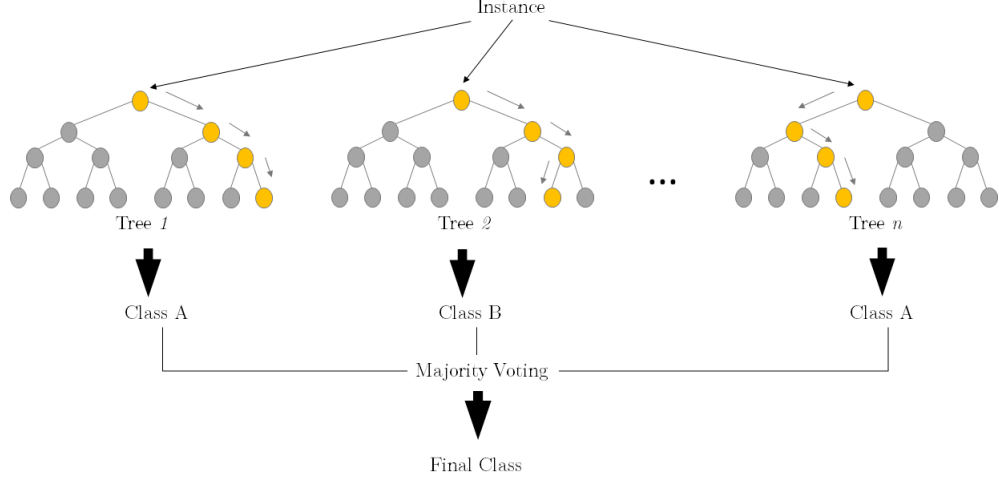 Instance
...
Tree 1
Tree 2
Tree n
Class A
Class B
Class A
Majority Voting
Final Class